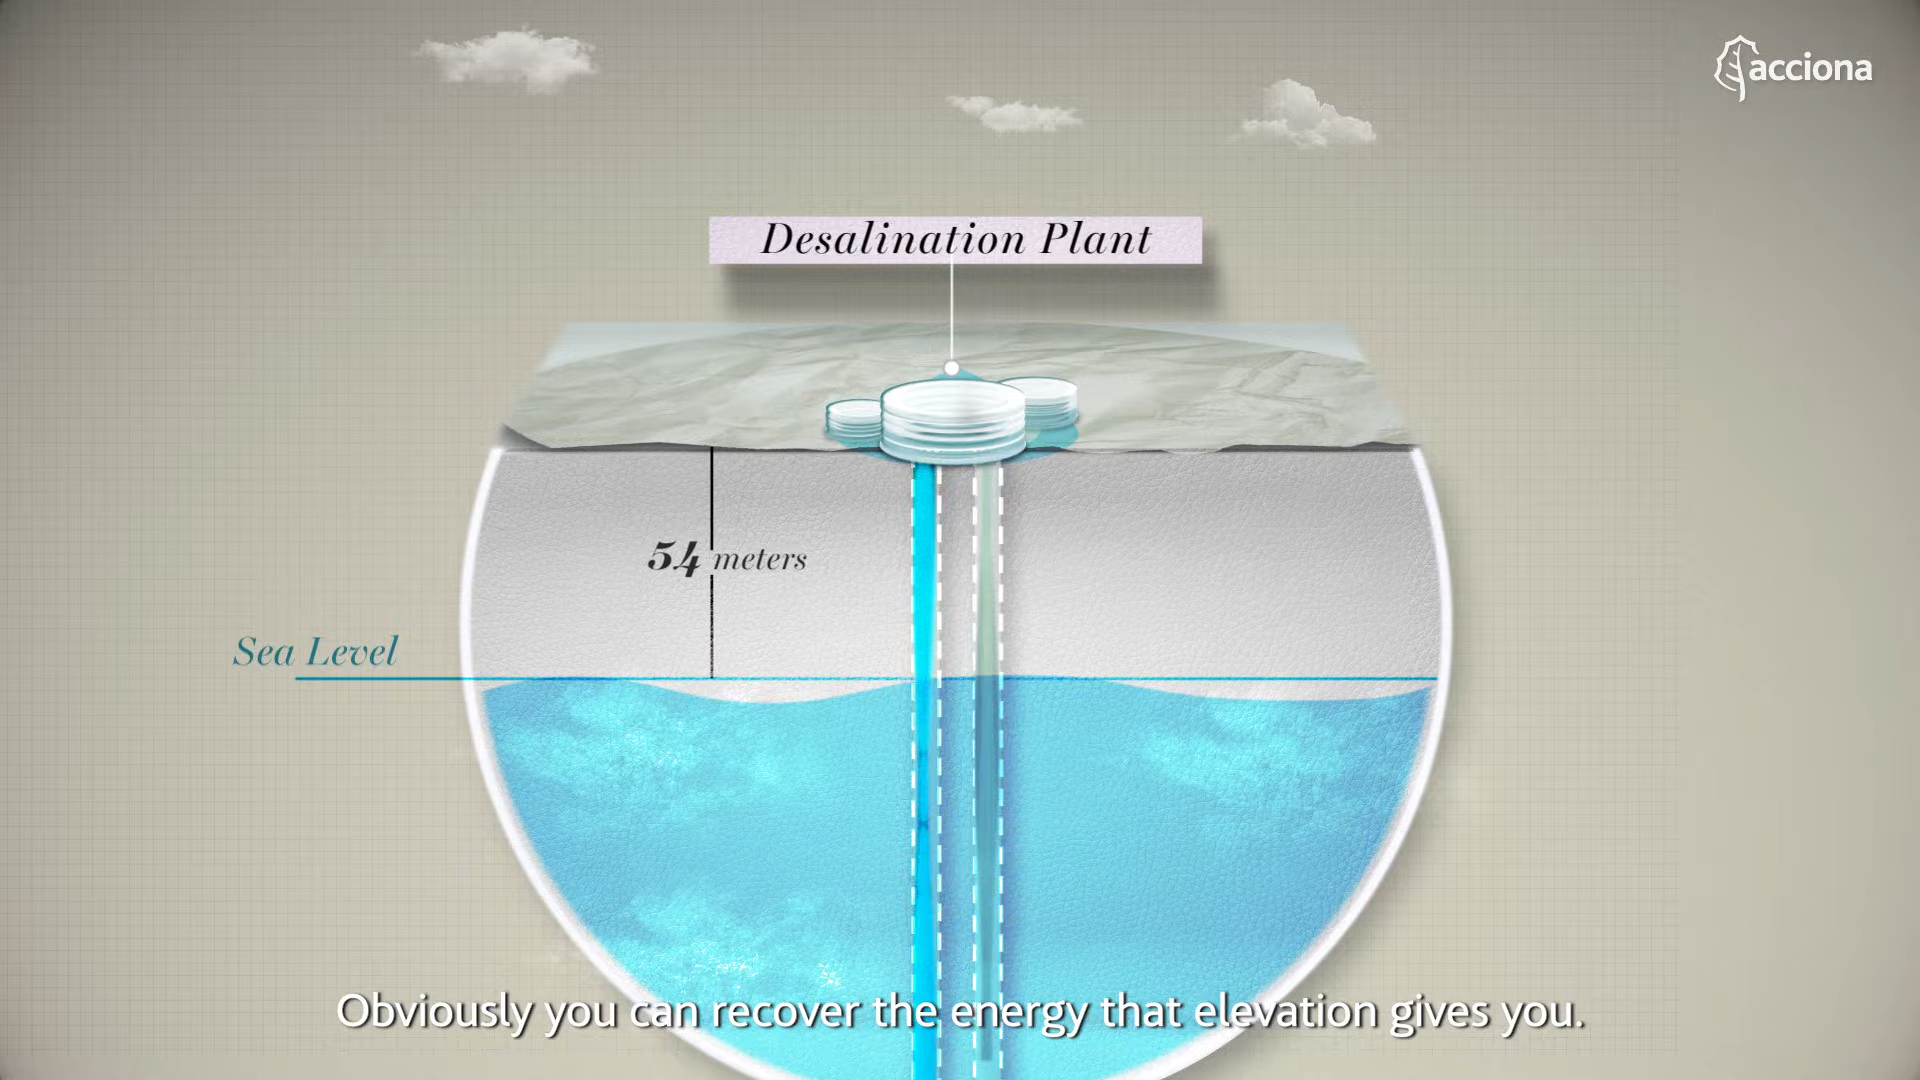 acciona
Desalination Plant
54 meters
Sea Level
Obviously you can recover the energy that elevation gives you.